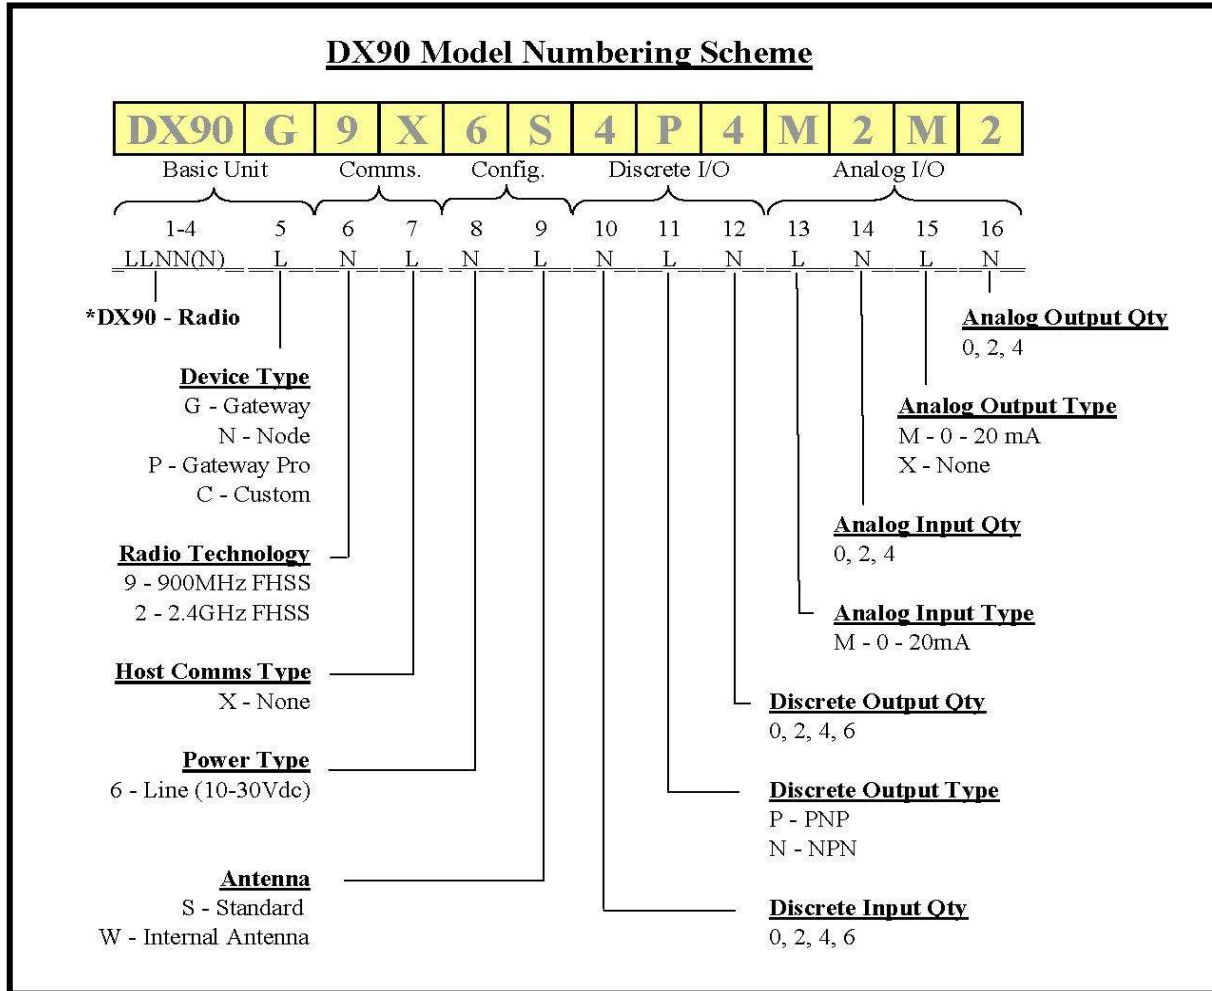 DX90 Model Numbering Scheme
DX90 G 9 X 6 S 4 P 4 M 2 M 2
Basic Unit Comms. Config. Discrete I/O Analog I/O
1-4 5 6 7 8 9 10 11 12 13 14 15 16
LLNN(N) L N L N L N L N L N L N
*DX90 - Radio
Device Type
G - Gateway
N - Node
P - Gateway Pro
C - Custom
Radio Technology
9 - 900MHz FHSS
2 - 2.4GHz FHSS
Host Comms Type
X - None
Power Type
6 - Line (10-30Vdc)
Antenna
S - Standard
W - Internal Antenna
Analog Output Qty
0, 2, 4
Analog Output Type
M - 0 - 20 mA
X - None
Analog Input Qty
0, 2, 4
Analog Input Type
M - 0 - 20mA
Discrete Output Qty
0, 2, 4, 6
Discrete Output Type
P - PNP
N - NPN
Discrete Input Qty
0, 2, 4, 6